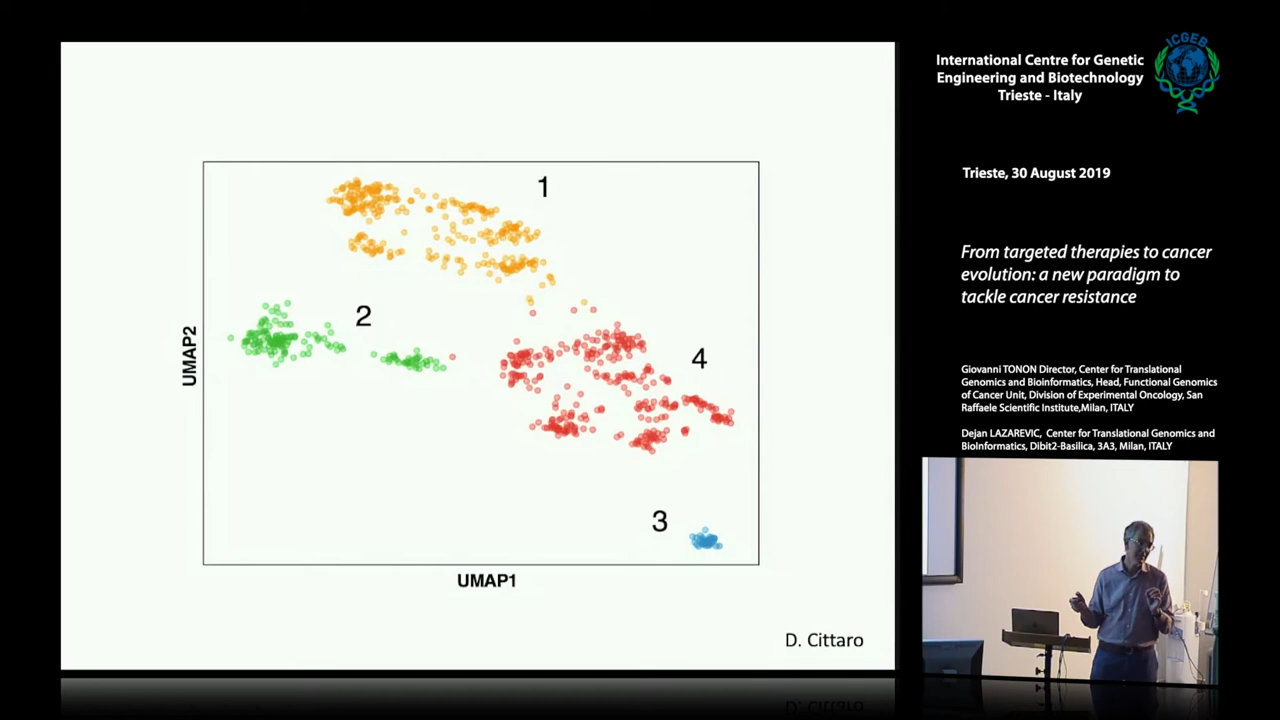 1
2
4
3
UMAP2
UMAP1
D. Cittaro
International Centre for Genetic
Engineering and Biotechnology
Trieste - Italy
ICGEB
Trieste, 30 August 2019
From targeted therapies to cancer
evolution: a new paradigm to
tackle cancer resistance
Giovanni TONON Director, Center for Translational
Genomics and Bioinformatics, Head, Functional Genomics
of Cancer Unit, Division of Experimental Oncology, San
Raffaele Scientific Institute,Milan, ITALY
Dejan LAZAREVIC, Center for Translational Genomics and
BioInformatics, Dibit2-Basilica, 3A3, Milan, ITALY